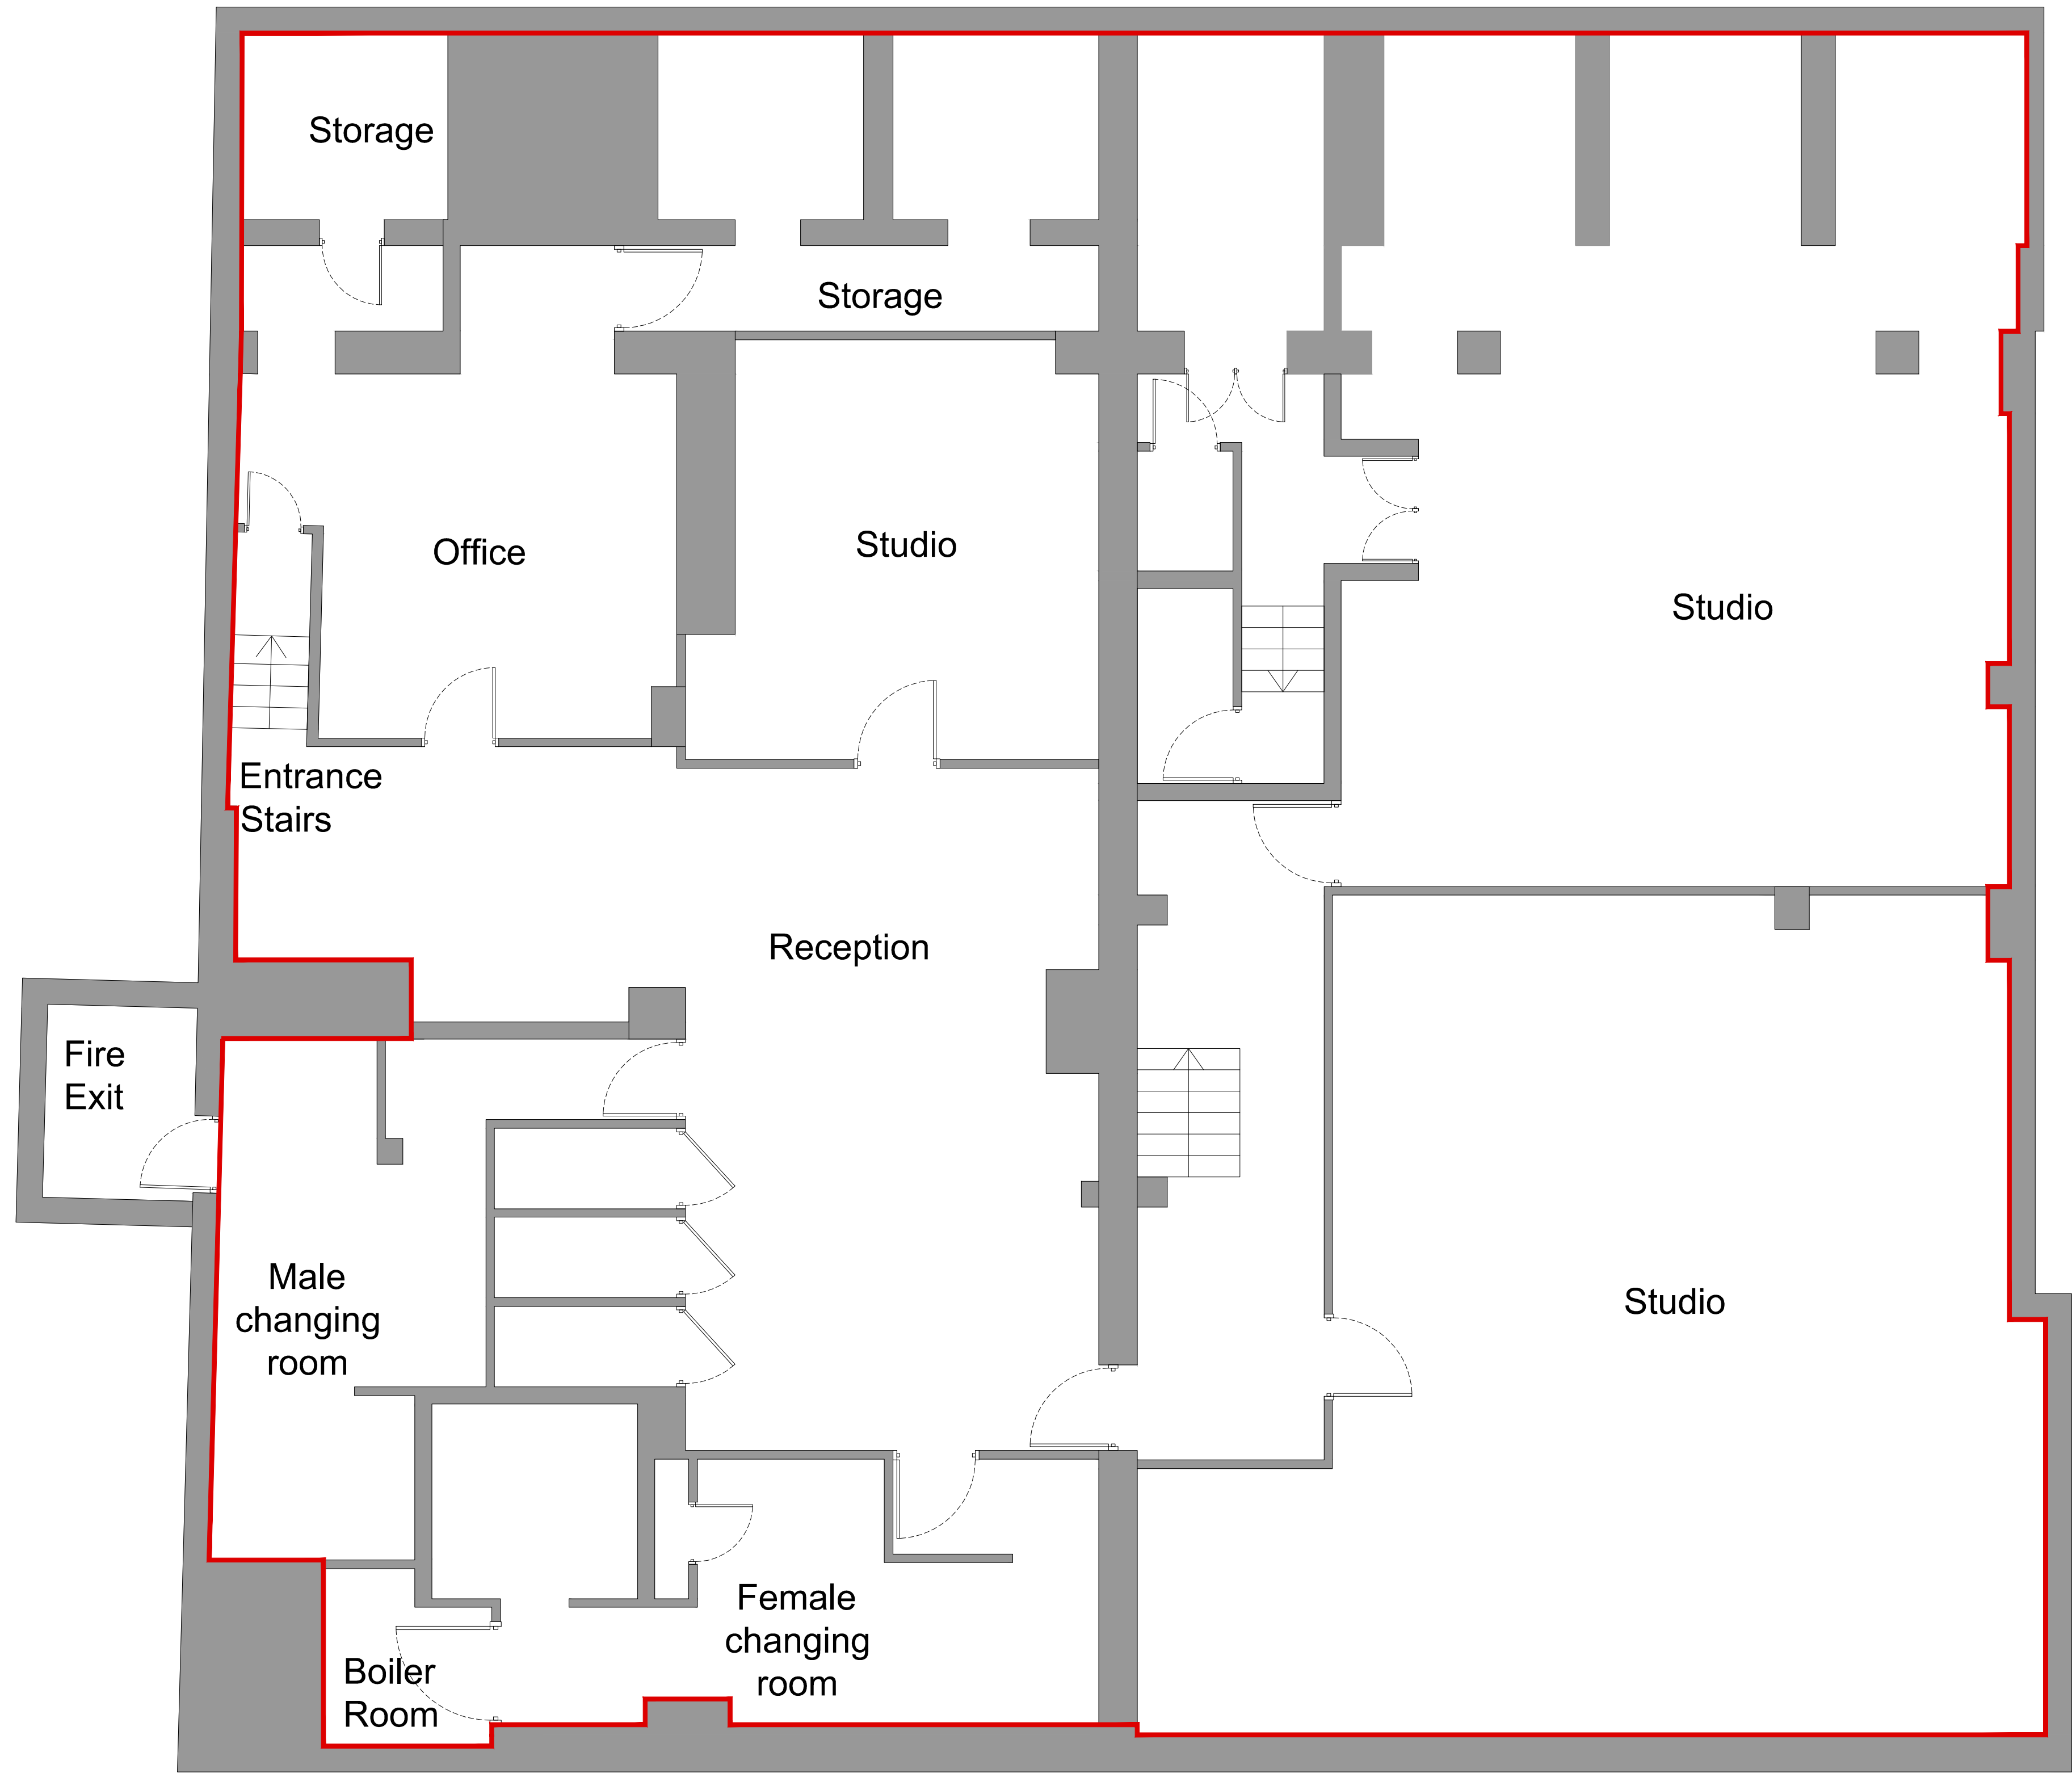 Storage
Storage
Office
Studio
Studio
Entrance
Stairs
Reception
Fire
Exit
Male
changing
room
Studio
Female
changing
room
Boiler
Room